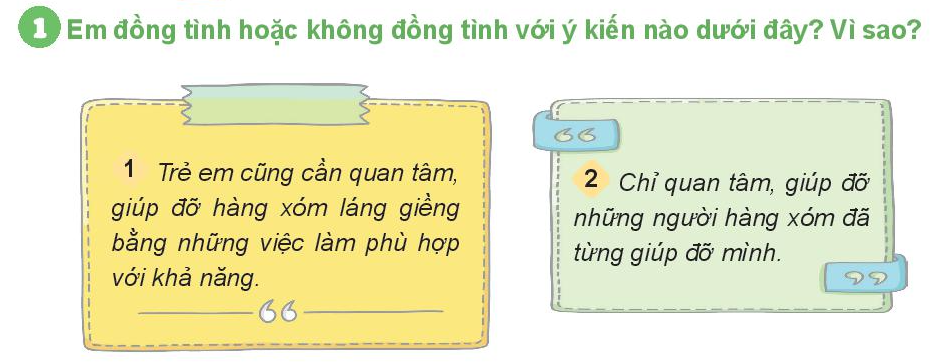 1 Em đồng tình hoặc không đồng tình với ý kiến nào dưới đây? Vì sao?
1 Trẻ em cũng cần quan tâm,
giúp đỡ hàng xóm láng giềng
bằng những việc làm phù hợp
với khả năng.
2 Chỉ quan tâm, giúp đỡ
những người hàng xóm đã
từng giúp đỡ mình.